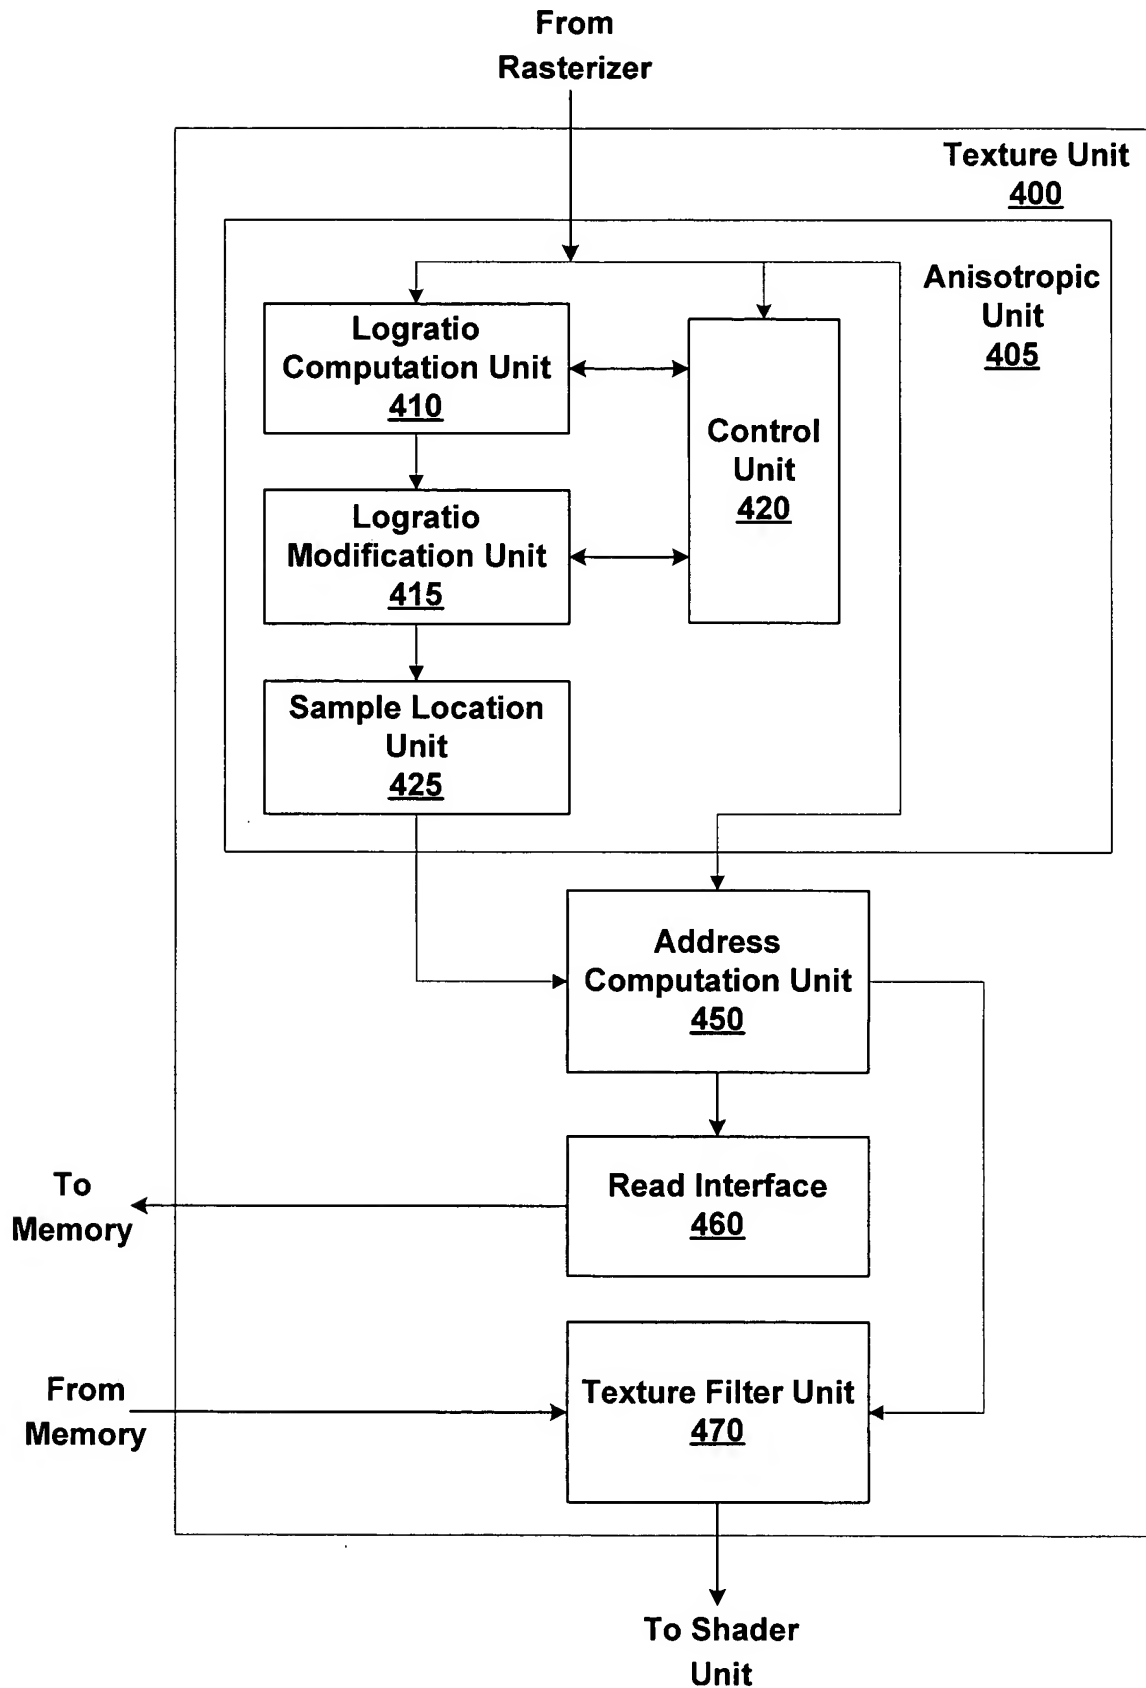 From
Rasterizer
Texture Unit
400
Anisotropic
Unit
405
Logratio
Computation Unit
410
Control
Unit
420
Logratio
Modification Unit
415
Sample Location
Unit
425
Address
Computation Unit
450
Read Interface
460
To
Memory
Texture Filter Unit
470
From
Memory
To Shader
Unit